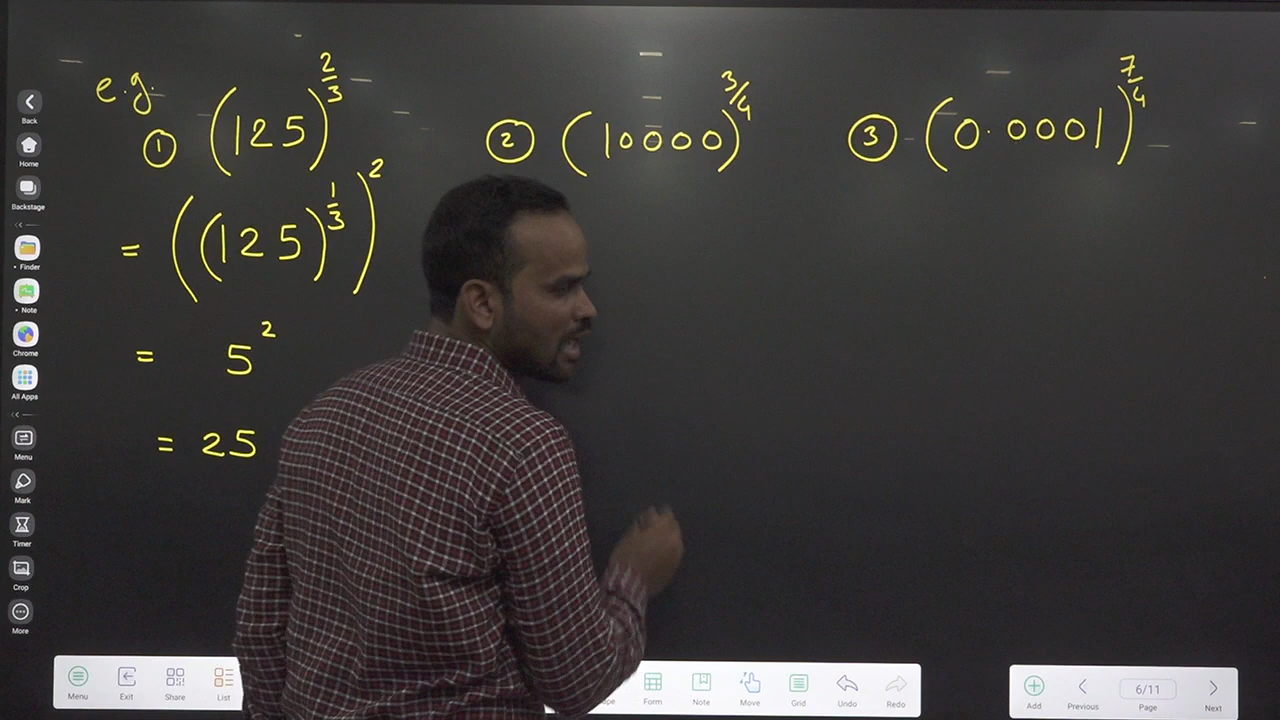 e.g.
① (125)^{2/3}
= ((125)^{1/3})^2
= 5^2
= 25
② (10000)^{3/4}
③ (0.0001)^{7/4}
Back
Home
Backstage
Finder
Note
Chrome
All Apps
Menu
Mark
Timer
Crop
More
Menu Exit Share List
Form Note Move Grid Undo Redo
Add Previous 6/11 Page Next